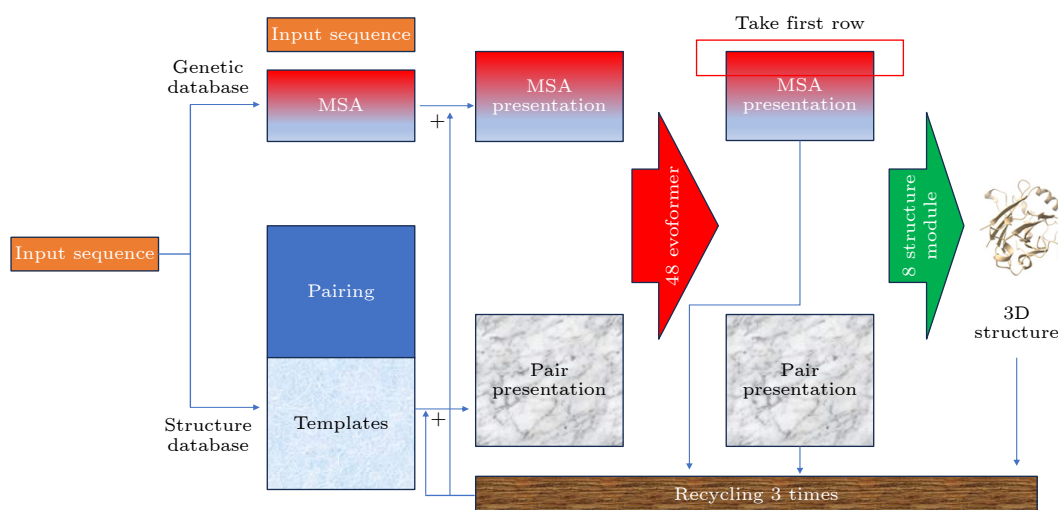 Take first row
Input sequence
Genetic
database
MSA
+
MSA
presentation
MSA
presentation
48 evoformer
8 structure
module
Input sequence
Pairing
Templates
Structure
database
+
Pair
presentation
Pair
presentation
3D
structure
Recycling 3 times